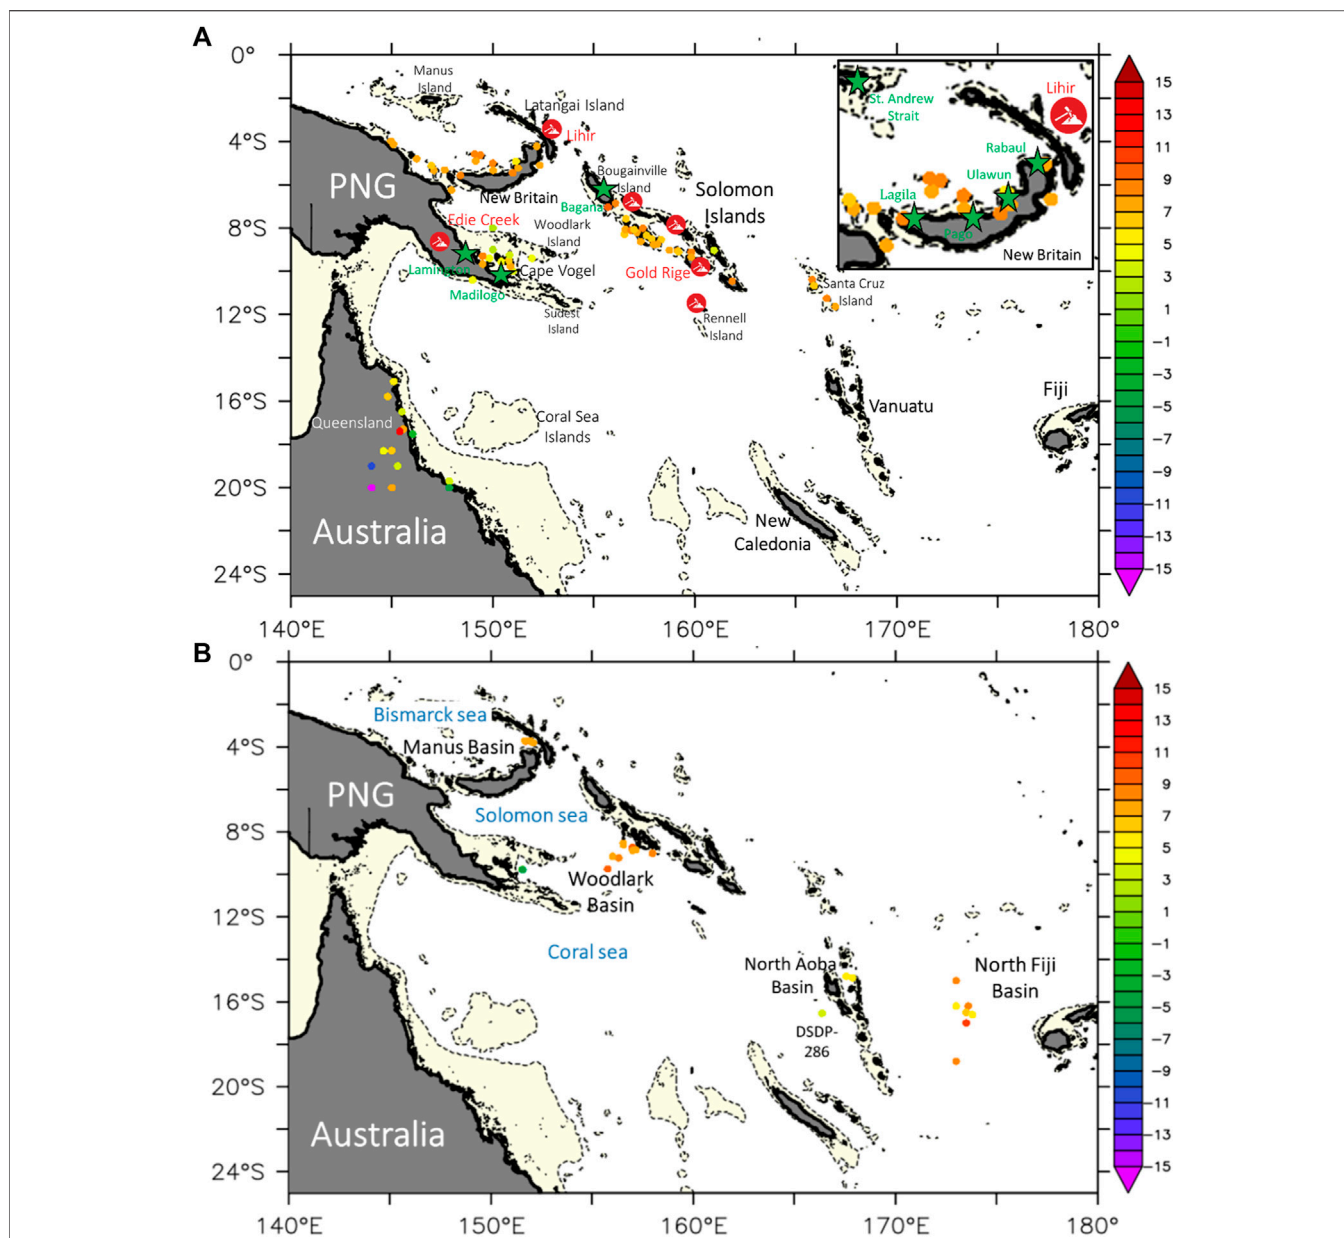 A
0°
4°S
8°S
12°S
16°S
20°S
24°S
140°E
150°E
160°E
170°E
180°
Manus
Island
Latangai Island
Lihir
PNG
New Britain
Bougainville
Island
Bagana
Solomon
Islands
Edie Creek
Woodlark
Island
Lamington
Cape Vogel
Madilogo
Sudest
Island
Gold Rige
Rennell
Island
Santa Cruz
Island
Queensland
Coral Sea
Islands
Vanuatu
Fiji
Australia
New
Caledonia
St. Andrew
Strait
Lihir
Rabaul
Ulawun
Lagila
Pago
New Britain
15
13
11
9
7
5
3
1
−1
−3
−5
−7
−9
−11
−13
−15
B
0°
4°S
8°S
12°S
16°S
20°S
24°S
140°E
150°E
160°E
170°E
180°
Bismarck sea
Manus Basin
PNG
Solomon sea
Woodlark
Basin
Coral sea
North Aoba
Basin
DSDP-
286
North Fiji
Basin
Australia
15
13
11
9
7
5
3
1
−1
−3
−5
−7
−9
−11
−13
−15